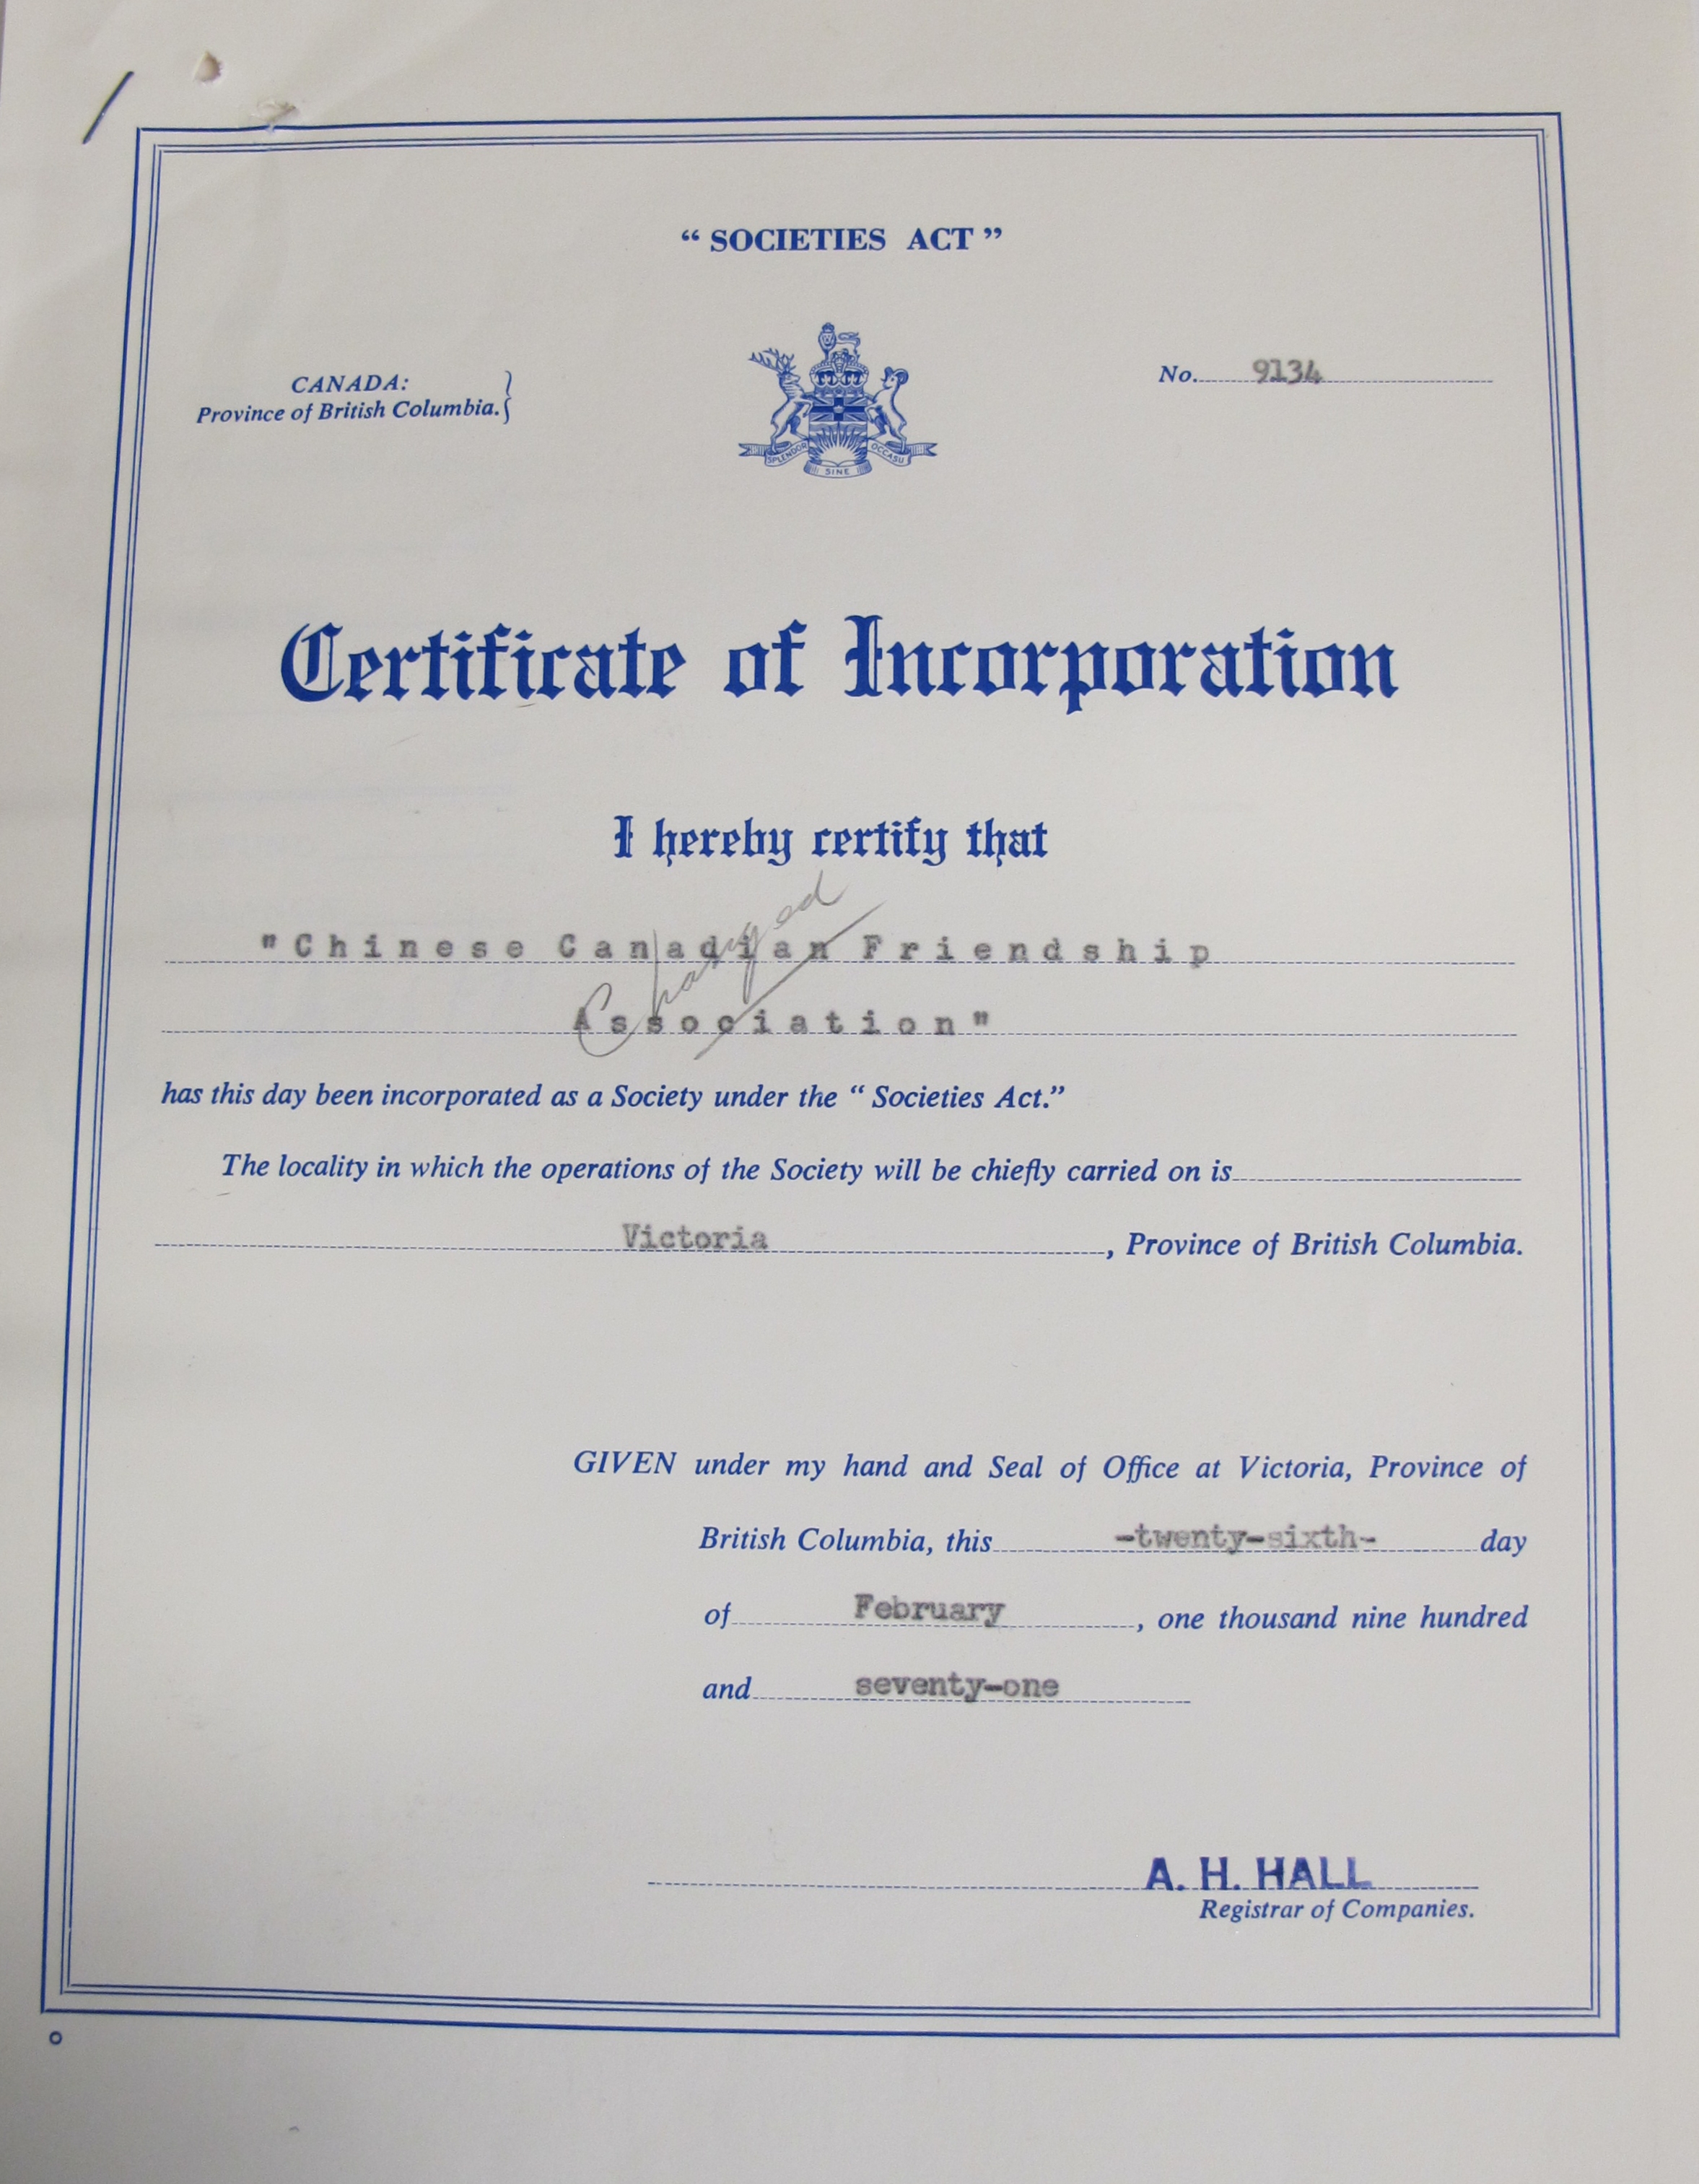 “ SOCIETIES ACT ”
CANADA:
Province of British Columbia.
No. 9134
SPLENDOR SINE OCCASU
Certificate of Incorporation
I hereby certify that
Changed
"Chinese Canadian Friendship
Association"
has this day been incorporated as a Society under the “ Societies Act.”
The locality in which the operations of the Society will be chiefly carried on is
Victoria, Province of British Columbia.
GIVEN under my hand and Seal of Office at Victoria, Province of
British Columbia, this -twenty-sixth- day
of February, one thousand nine hundred
and seventy-one
A. H. HALL
Registrar of Companies.